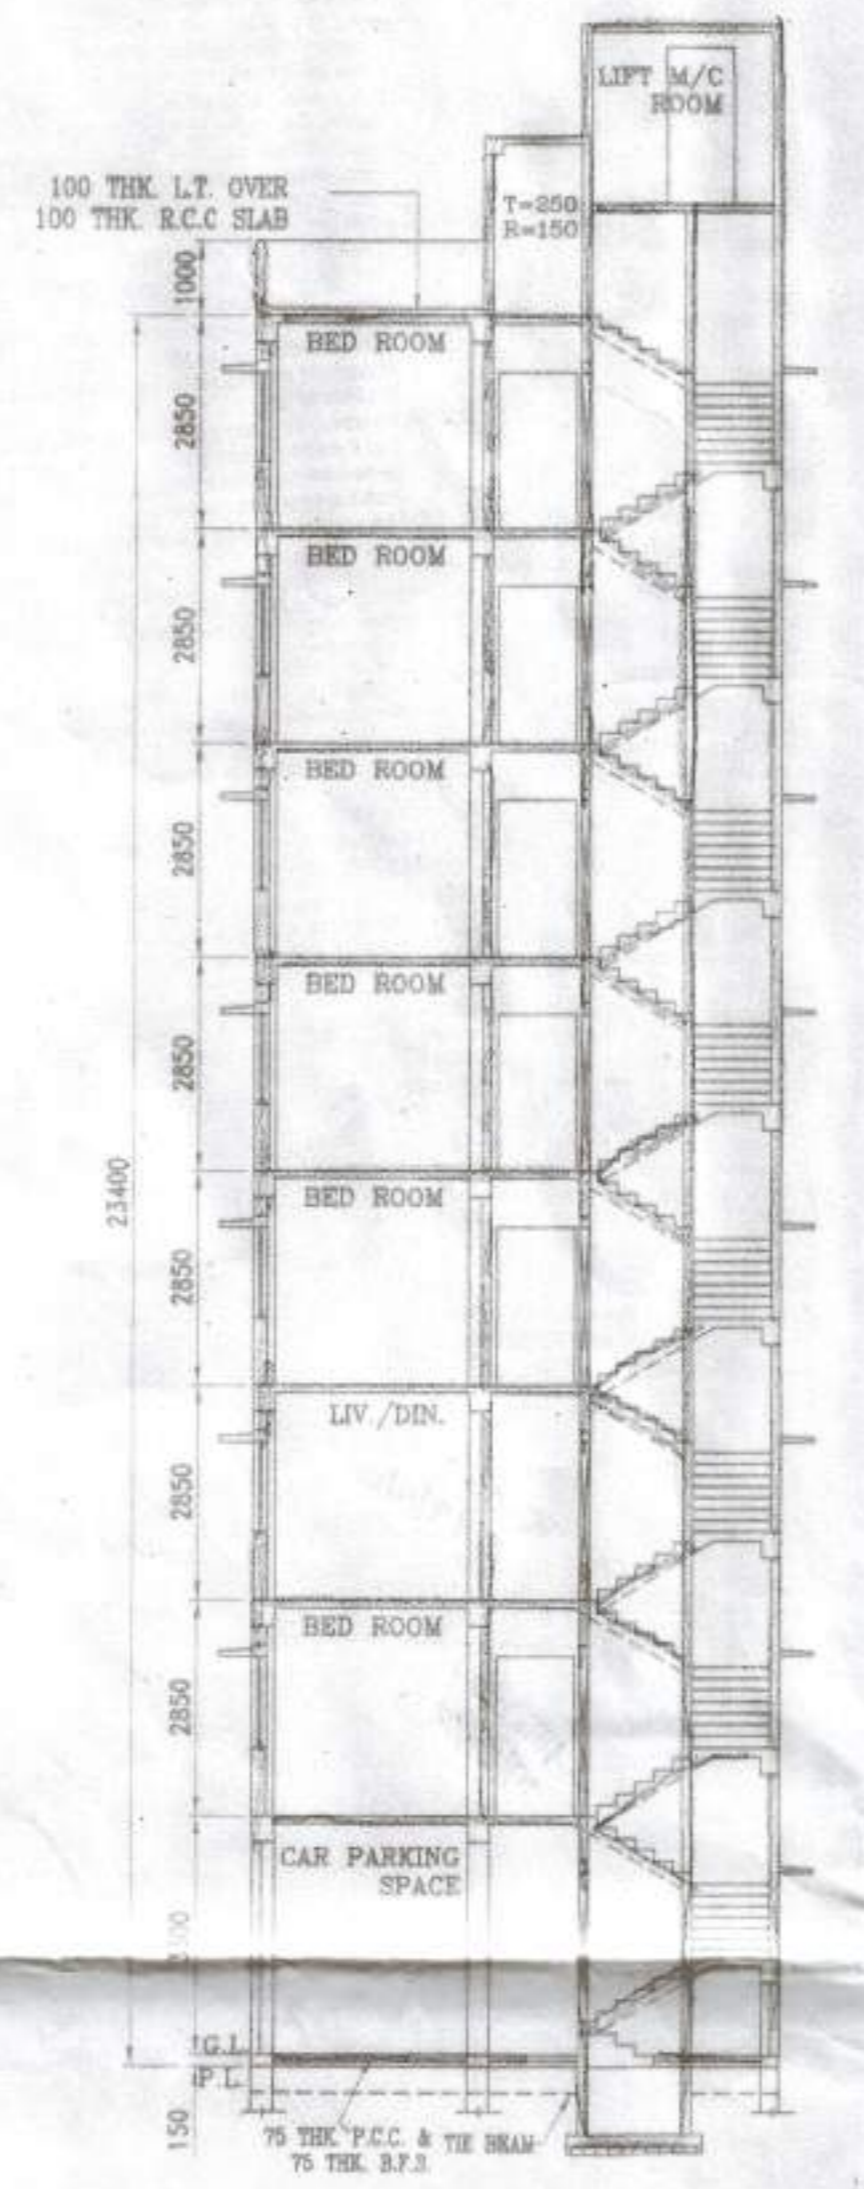 LIFT M/C
ROOM
100 THK. L.T. OVER
100 THK. R.C.C SLAB
T=250
R=150
1000
BED ROOM
2850
BED ROOM
2850
BED ROOM
2850
BED ROOM
2850
23400
BED ROOM
2850
LIV./DIN.
2850
BED ROOM
2850
CAR PARKING
SPACE
G.L.
P.L.
150
75 THK. P.C.C. &
75 THK. B.F.S.
TIE BEAM